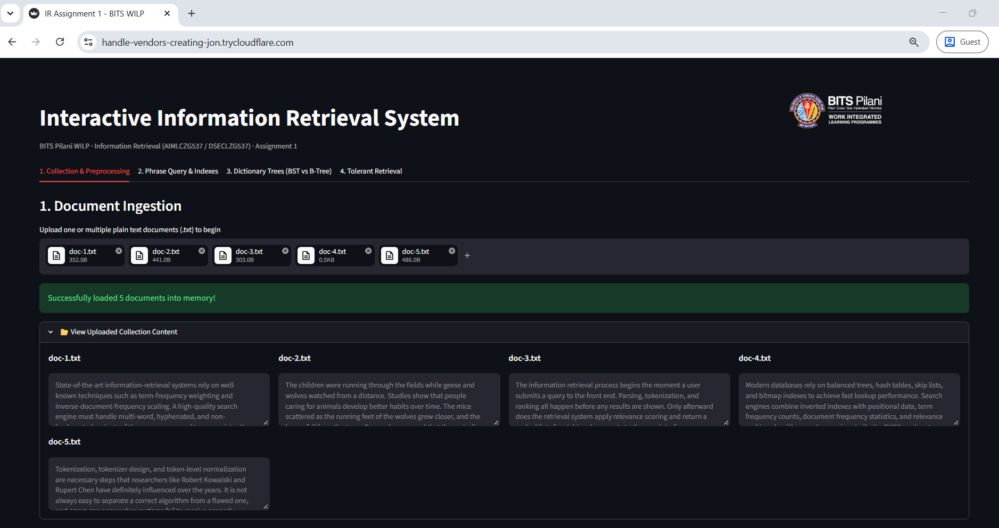 IR Assignment 1 - BITS WILP
handle-vendors-creating-jon.trycloudflare.com
Guest
BITS Pilani
Pilani | Dubai | Goa | Hyderabad | Mumbai
WORK INTEGRATED
LEARNING PROGRAMMES
Interactive Information Retrieval System
BITS Pilani WILP · Information Retrieval (AIMLCZG537 / DSECLZG537) · Assignment 1
1. Collection & Preprocessing
2. Phrase Query & Indexes
3. Dictionary Trees (BST vs B-Tree)
4. Tolerant Retrieval
1. Document Ingestion
Upload one or multiple plain text documents (.txt) to begin
doc-1.txt
352.0B
doc-2.txt
441.0B
doc-3.txt
303.0B
doc-4.txt
0.5KB
doc-5.txt
486.0B
Successfully loaded 5 documents into memory!
View Uploaded Collection Content
doc-1.txt
State-of-the-art information-retrieval systems rely on well-
known techniques such as term-frequency weighting and
inverse-document-frequency scaling. A high-quality search
engine must handle multi-word, hyphenated, and non-
doc-2.txt
The children were running through the fields while geese and
wolves watched from a distance. Studies show that people
caring for animals develop better habits over time. The mice
scattered as the running feet of the wolves grew closer, and the
doc-3.txt
The information retrieval process begins the moment a user
submits a query to the front end. Parsing, tokenization, and
ranking all happen before any results are shown. Only afterward
does the retrieval system apply relevance scoring and return a
doc-4.txt
Modern databases rely on balanced trees, hash tables, skip lists,
and bitmap indexes to achieve fast lookup performance. Search
engines combine inverted indexes with positional data, term
frequency counts, document frequency statistics, and relevance
doc-5.txt
Tokenization, tokenizer design, and token-level normalization
are necessary steps that researchers like Robert Kowalski and
Rupert Chen have definitely influenced over the years. It is not
always easy to separate a correct algorithm from a flawed one,